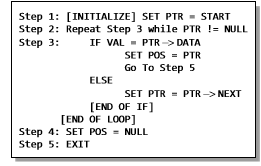 Step 1: [INITIALIZE] SET PTR = START
Step 2: Repeat Step 3 while PTR != NULL
Step 3: IF VAL = PTR->DATA
SET POS = PTR
Go To Step 5
ELSE
SET PTR = PTR->NEXT
[END OF IF]
[END OF LOOP]
Step 4: SET POS = NULL
Step 5: EXIT